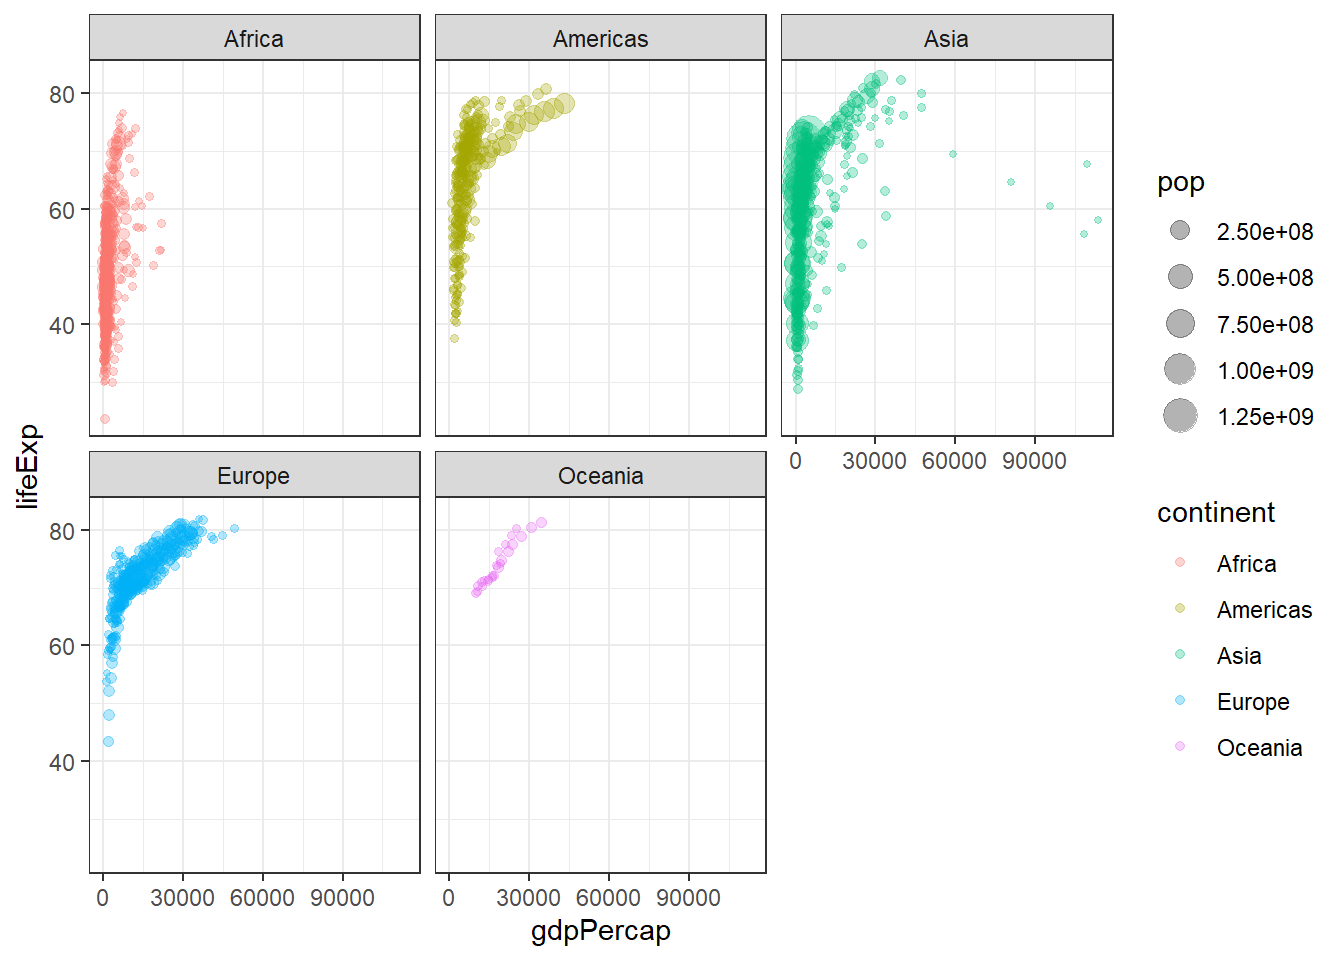 Africa
Americas
Asia
80
60
40
0 30000 60000 90000
Europe
Oceania
80
60
40
0 30000 60000 90000
0 30000 60000 90000
lifeExp
gdpPercap
pop
2.50e+08
5.00e+08
7.50e+08
1.00e+09
1.25e+09
continent
Africa
Americas
Asia
Europe
Oceania